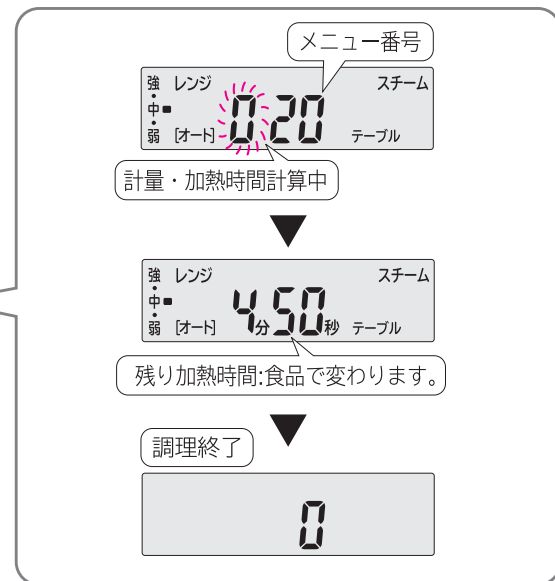 メニュー番号
強 レンジ スチーム
中
弱 [オート] 0 20 テーブル
計量・加熱時間計算中
強 レンジ スチーム
中
弱 [オート] 4分50秒 テーブル
残り加熱時間:食品で変わります。
調理終了
0